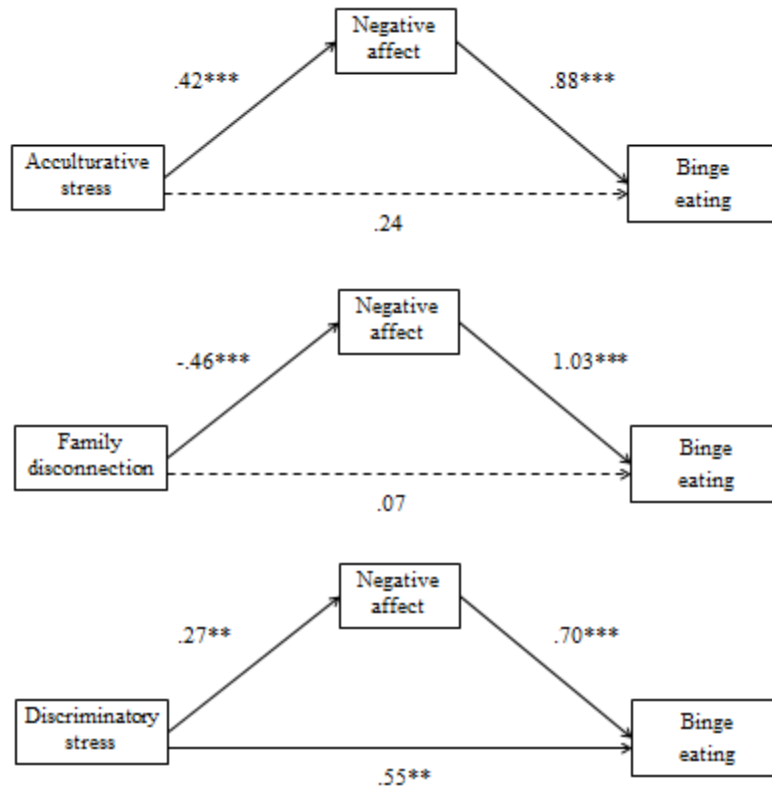 Negative
affect
.42***
.88***
Acculturative
stress
Binge
eating
.24
Negative
affect
-.46***
1.03***
Family
disconnection
Binge
eating
.07
Negative
affect
.27**
.70***
Discriminatory
stress
Binge
eating
.55**